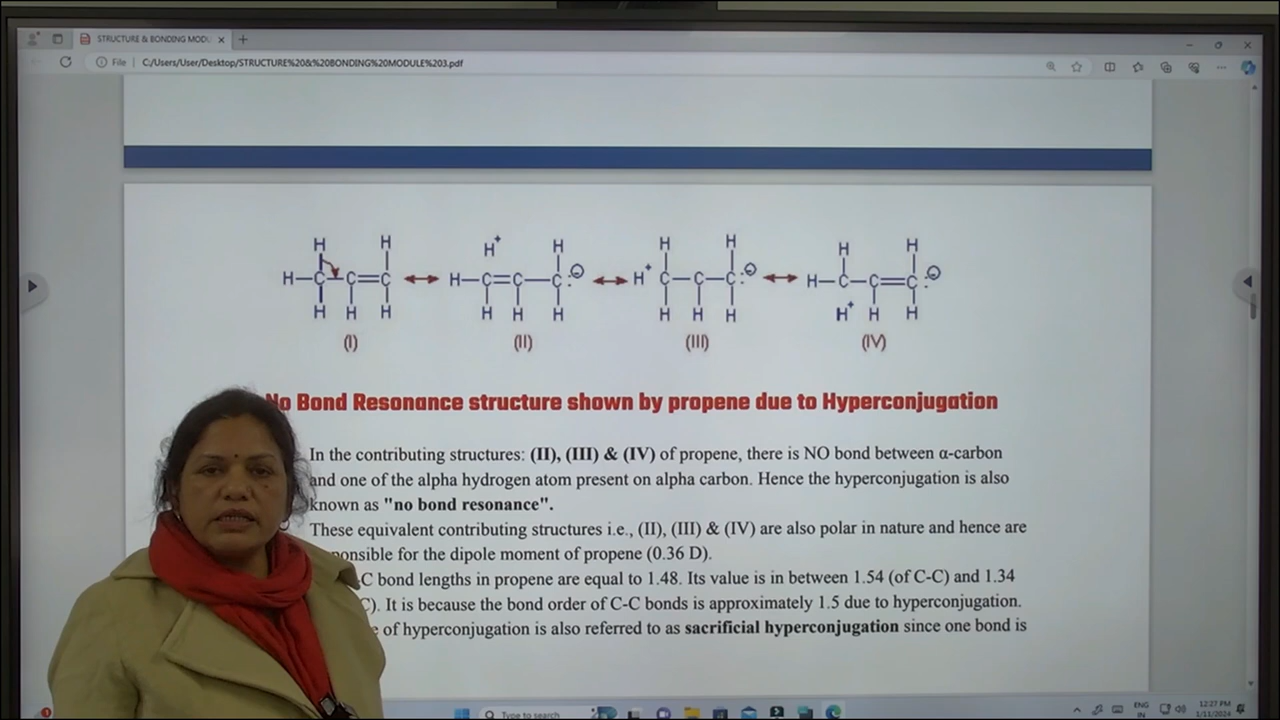 STRUCTURE & BONDING MODU
File
C:/Users/User/Desktop/STRUCTURE%20&%20BONDING%20MODULE%203.pdf
H H H+ H H H H H
H—C—C=C H—C=C—C:⊖ H+ C—C—C:⊖ H—C—C=C:⊖
H H H H H H H H H H+ H H
(I) (II) (III) (IV)
No Bond Resonance structure shown by propene due to Hyperconjugation
In the contributing structures: (II), (III) & (IV) of propene, there is NO bond between α-carbon
and one of the alpha hydrogen atom present on alpha carbon. Hence the hyperconjugation is also
known as "no bond resonance".
These equivalent contributing structures i.e., (II), (III) & (IV) are also polar in nature and hence are
ponsible for the dipole moment of propene (0.36 D).
C bond lengths in propene are equal to 1.48. Its value is in between 1.54 (of C-C) and 1.34
C). It is because the bond order of C-C bonds is approximately 1.5 due to hyperconjugation.
e of hyperconjugation is also referred to as sacrificial hyperconjugation since one bond is
Type to search
ENG
IN
12:27 PM
1/11/2024